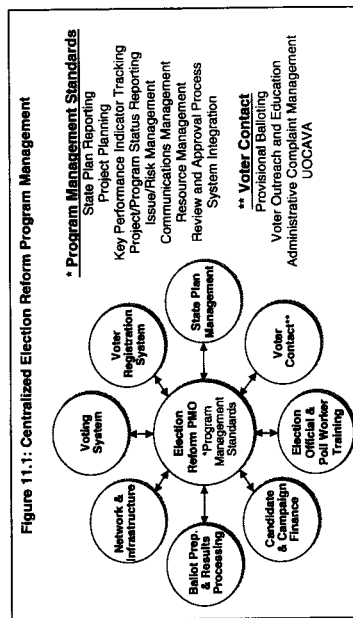 Figure 11.1: Centralized Election Reform Program Management
Voting
System
Voter
Registration
System
State Plan
Management
Voter
Contact**
Election
Official &
Poll Worker
Training
Candidate
& Campaign
Finance
Ballot Prep.
& Results
Processing
Network &
Infrastructure
Election
Reform PMO
*Program
Management
Standards
* Program Management Standards
State Plan Reporting
Project Planning
Key Performance Indicator Tracking
Project/Program Status Reporting
Issue/Risk Management
Communications Management
Resource Management
Review and Approval Process
System Integration
** Voter Contact
Provisional Balloting
Voter Outreach and Education
Administrative Complaint Management
UOCAVA